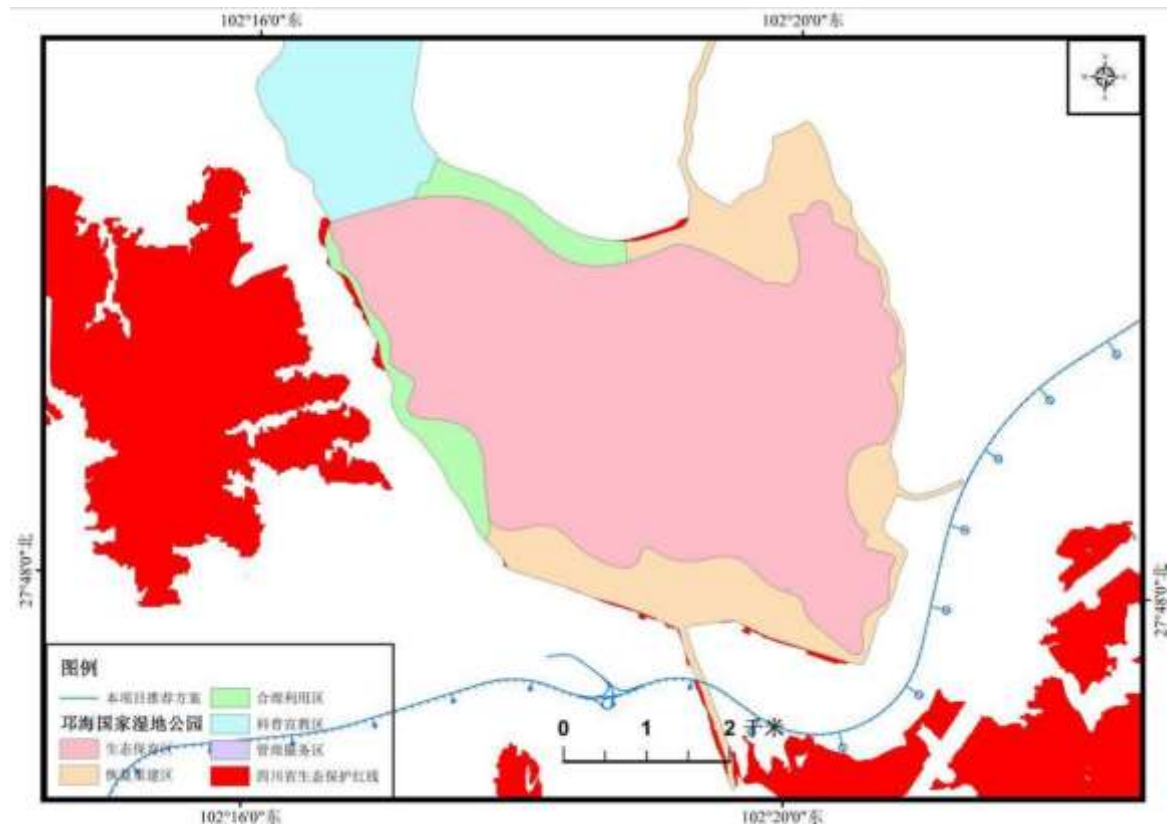 102°16'0"东
102°20'0"东
27°48'0"北
27°48'0"北
图例
本项目推荐方案
合理利用区
邛海国家湿地公园
科普宣教区
生态保育区
管理服务区
恢复重建区
四川省生态保护红线
0 1 2 千米
102°16'0"东
102°20'0"东